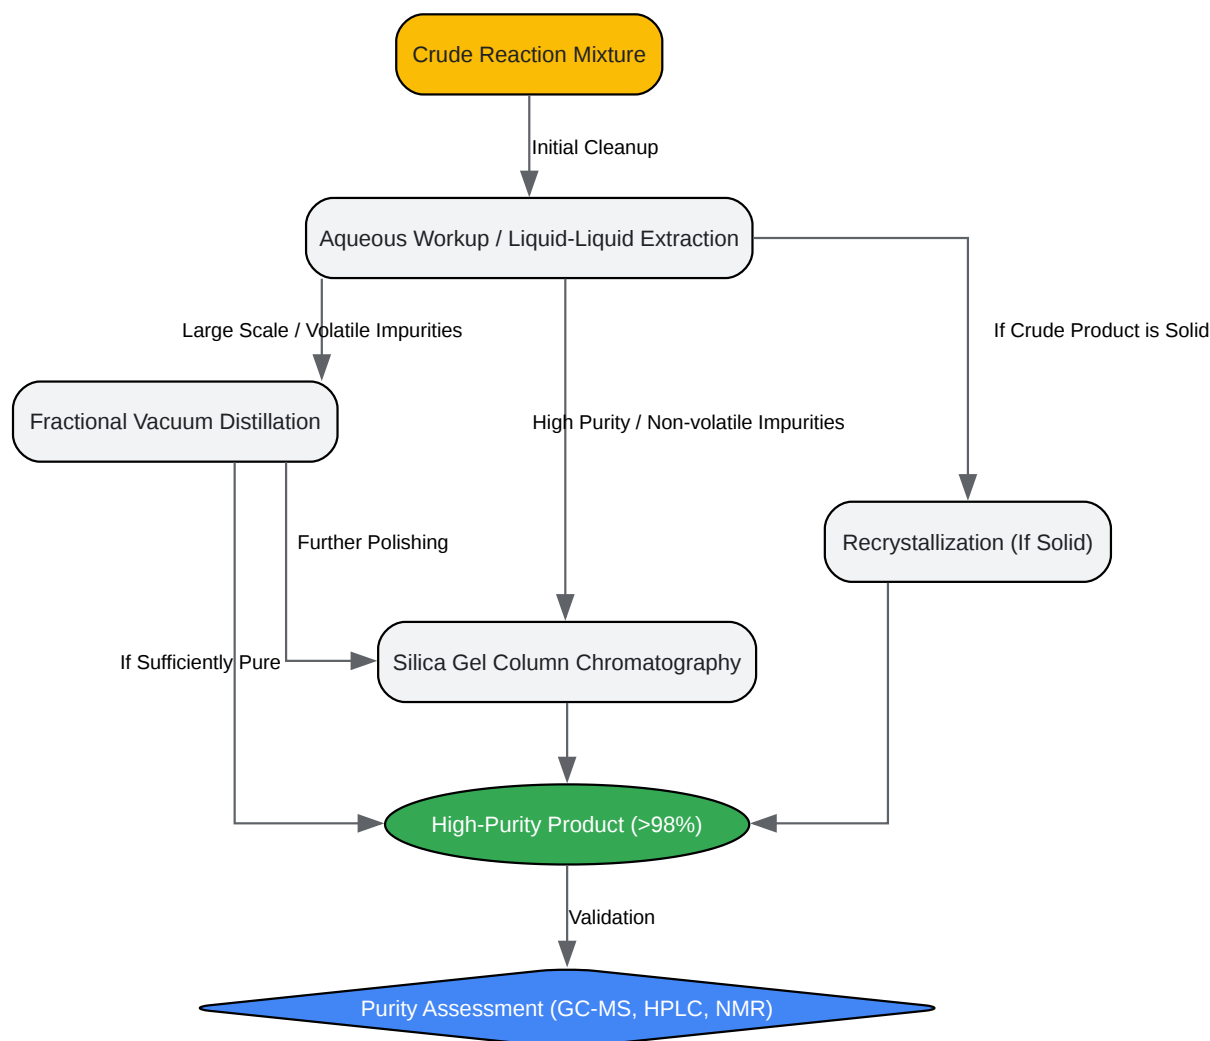 Crude Reaction Mixture
Initial Cleanup
Aqueous Workup / Liquid-Liquid Extraction
Large Scale / Volatile Impurities
If Crude Product is Solid
Fractional Vacuum Distillation
High Purity / Non-volatile Impurities
Further Polishing
Recrystallization (If Solid)
If Sufficiently Pure
Silica Gel Column Chromatography
High-Purity Product (>98%)
Validation
Purity Assessment (GC-MS, HPLC, NMR)